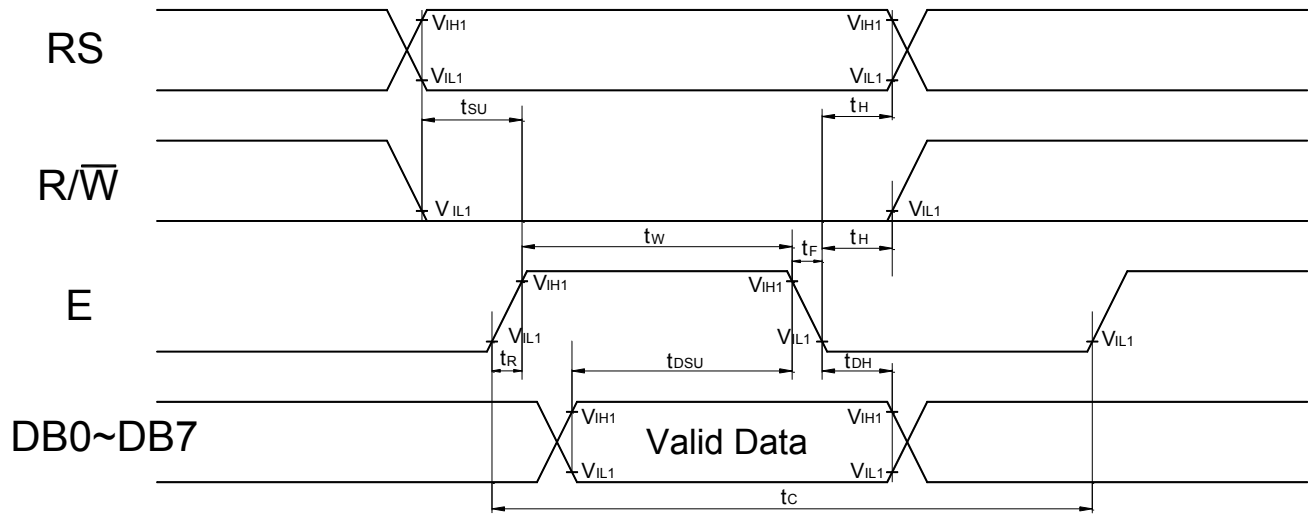 RS
VIH1
VIH1
VIL1
VIL1
tSU
tH
R/W̅
VIL1
VIL1
tW
tF
tH
E
VIH1
VIH1
VIL1
VIL1
VIL1
tR
tDSU
tDH
DB0~DB7
VIH1
VIH1
Valid Data
VIL1
VIL1
tC